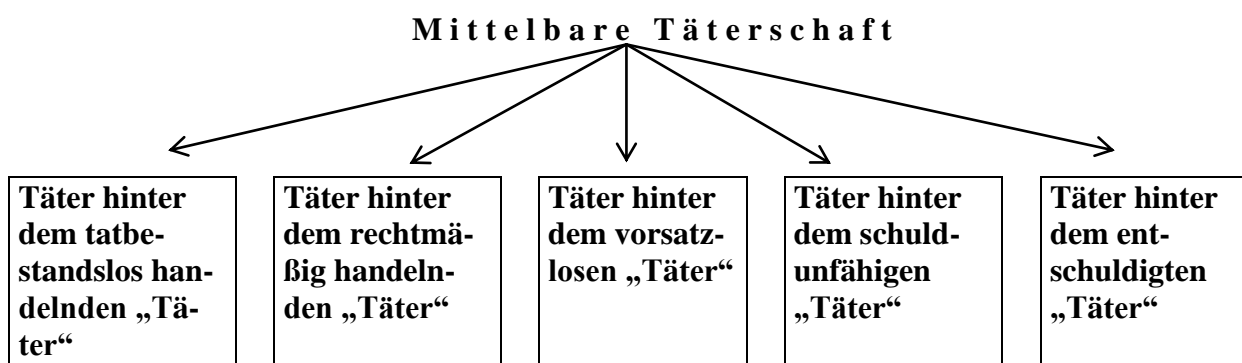 Mittelbare Täterschaft
Täter hinter
dem tatbe-
standslos han-
delnden „Tä-
ter“
Täter hinter
dem rechtmä-
ßig handeln-
den „Täter“
Täter hinter
dem vorsatz-
losen „Täter“
Täter hinter
dem schuld-
unfähigen
„Täter“
Täter hinter
dem ent-
schuldigten
„Täter“